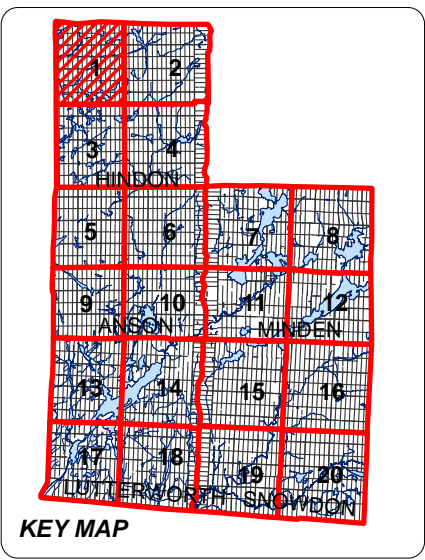 1 2
3 4
HINDON
5 6 7 8
9 10 11 12
ANSON MINDEN
13 14 15 16
17 18 19 20
LUTTERWORTH SNOWDON
KEY MAP